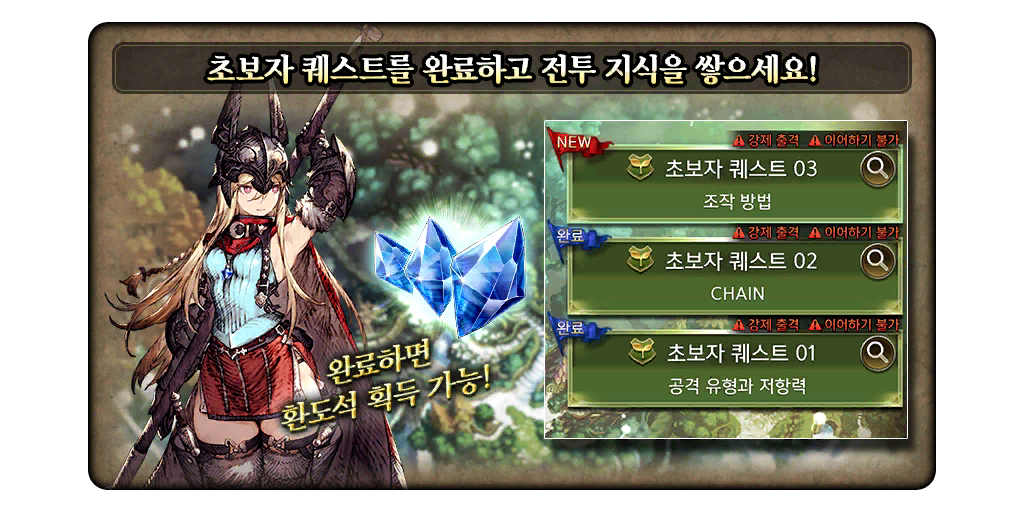 초보자 퀘스트를 완료하고 전투 지식을 쌓으세요!
NEW
강제 출격 이어하기 불가
초보자 퀘스트 03
조작 방법
완료
강제 출격 이어하기 불가
초보자 퀘스트 02
CHAIN
완료
강제 출격 이어하기 불가
초보자 퀘스트 01
공격 유형과 저항력
완료하면
환도석 획득 가능!